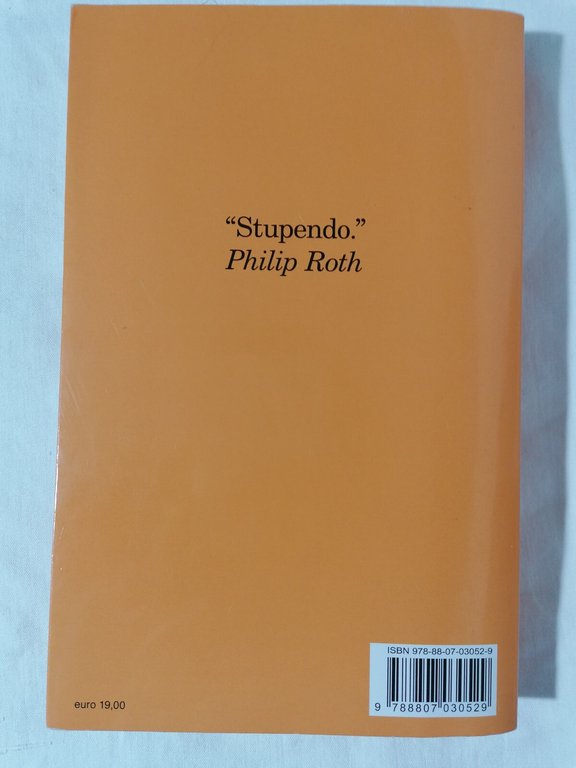 “Stupendo.”
Philip Roth
ISBN 978-88-07-03052-9
9 788807 030529
euro 19,00